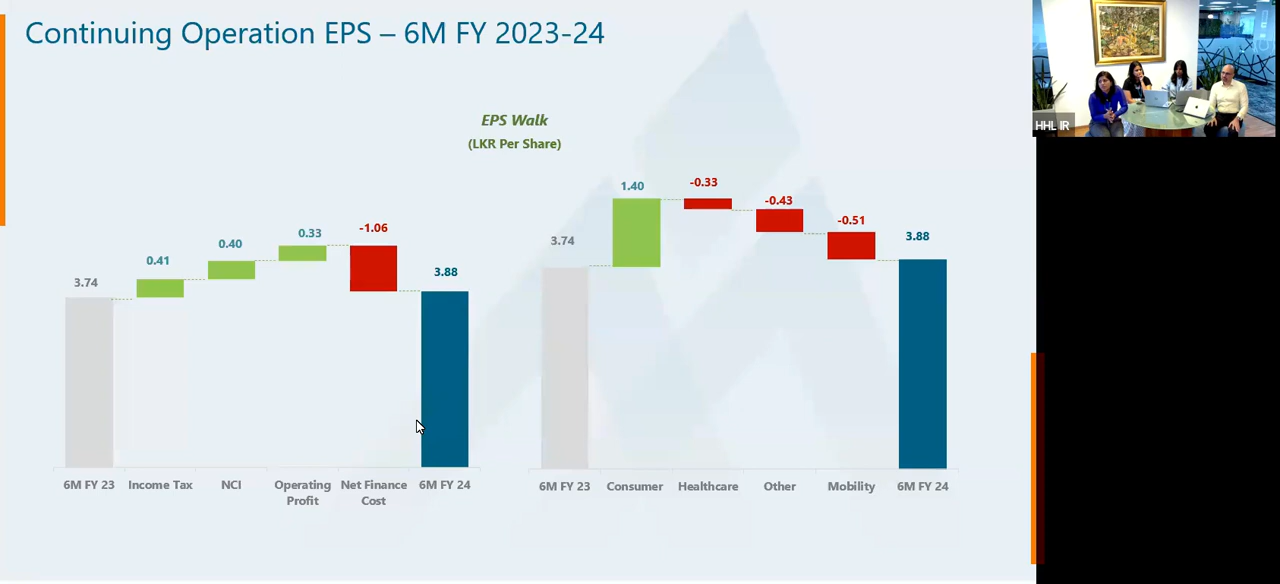 Continuing Operation EPS – 6M FY 2023-24
HHL IR
EPS Walk
(LKR Per Share)
3.74
0.41
0.40
0.33
-1.06
3.88
6M FY 23
Income Tax
NCI
Operating
Profit
Net Finance
Cost
6M FY 24
3.74
1.40
-0.33
-0.43
-0.51
3.88
6M FY 23
Consumer
Healthcare
Other
Mobility
6M FY 24